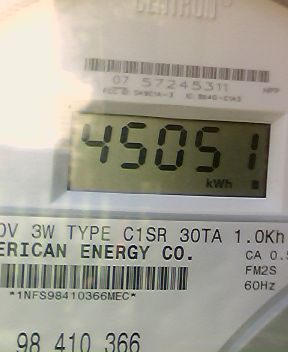 CENTRON
07 57245311
45051
kWh
3W TYPE C1SR 30TA 1.0Kh
ERICAN ENERGY CO.
CA 0.5
FM2S
*1NFS98410366MEC*
60Hz
98 410 366